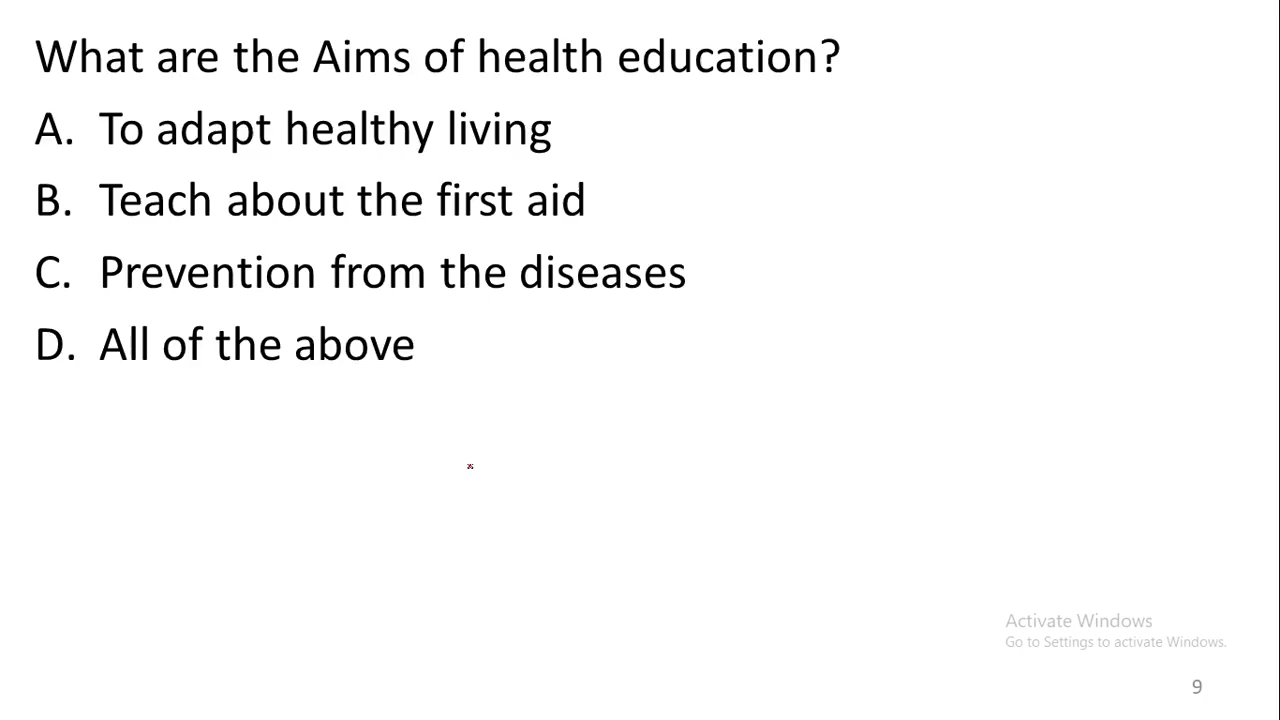 What are the Aims of health education?
A. To adapt healthy living
B. Teach about the first aid
C. Prevention from the diseases
D. All of the above
Activate Windows
Go to Settings to activate Windows.
9